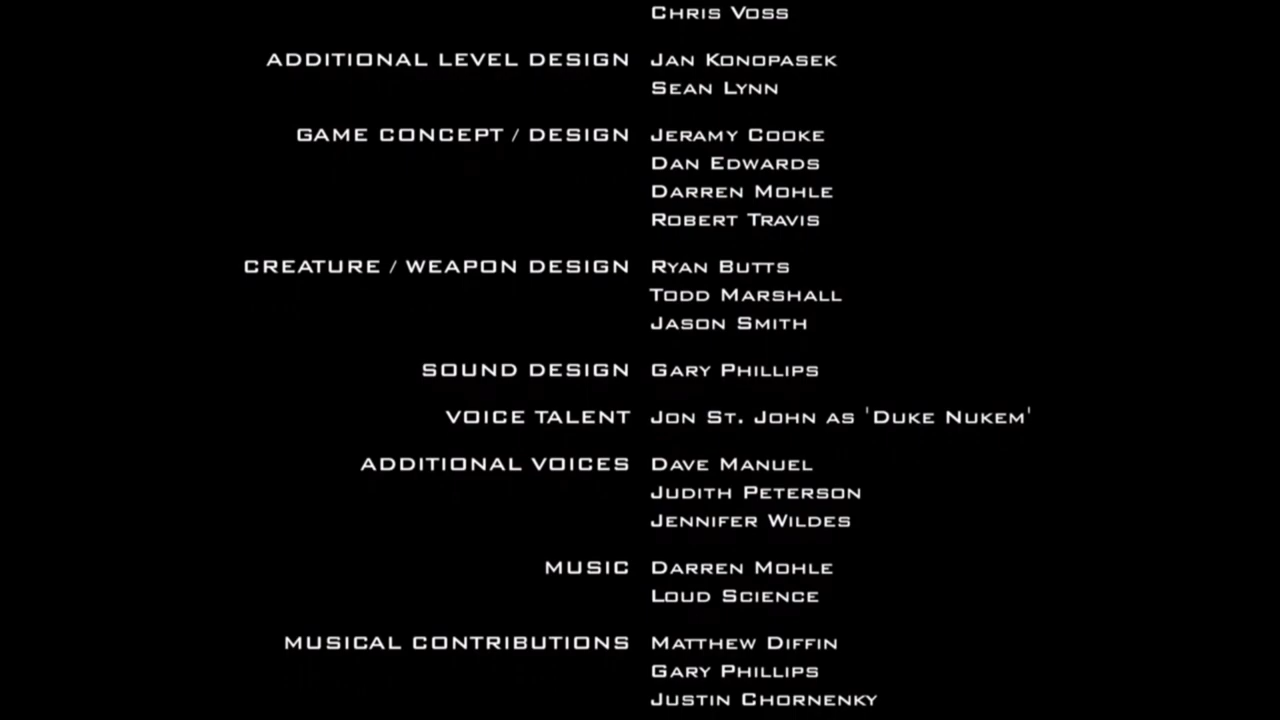 CHRIS VOSS
ADDITIONAL LEVEL DESIGN JAN KONOPASEK
SEAN LYNN
GAME CONCEPT / DESIGN JERAMY COOKE
DAN EDWARDS
DARREN MOHLE
ROBERT TRAVIS
CREATURE / WEAPON DESIGN RYAN BUTTS
TODD MARSHALL
JASON SMITH
SOUND DESIGN GARY PHILLIPS
VOICE TALENT JON ST. JOHN AS 'DUKE NUKEM'
ADDITIONAL VOICES DAVE MANUEL
JUDITH PETERSON
JENNIFER WILDES
MUSIC DARREN MOHLE
LOUD SCIENCE
MUSICAL CONTRIBUTIONS MATTHEW DIFFIN
GARY PHILLIPS
JUSTIN CHORNENKY